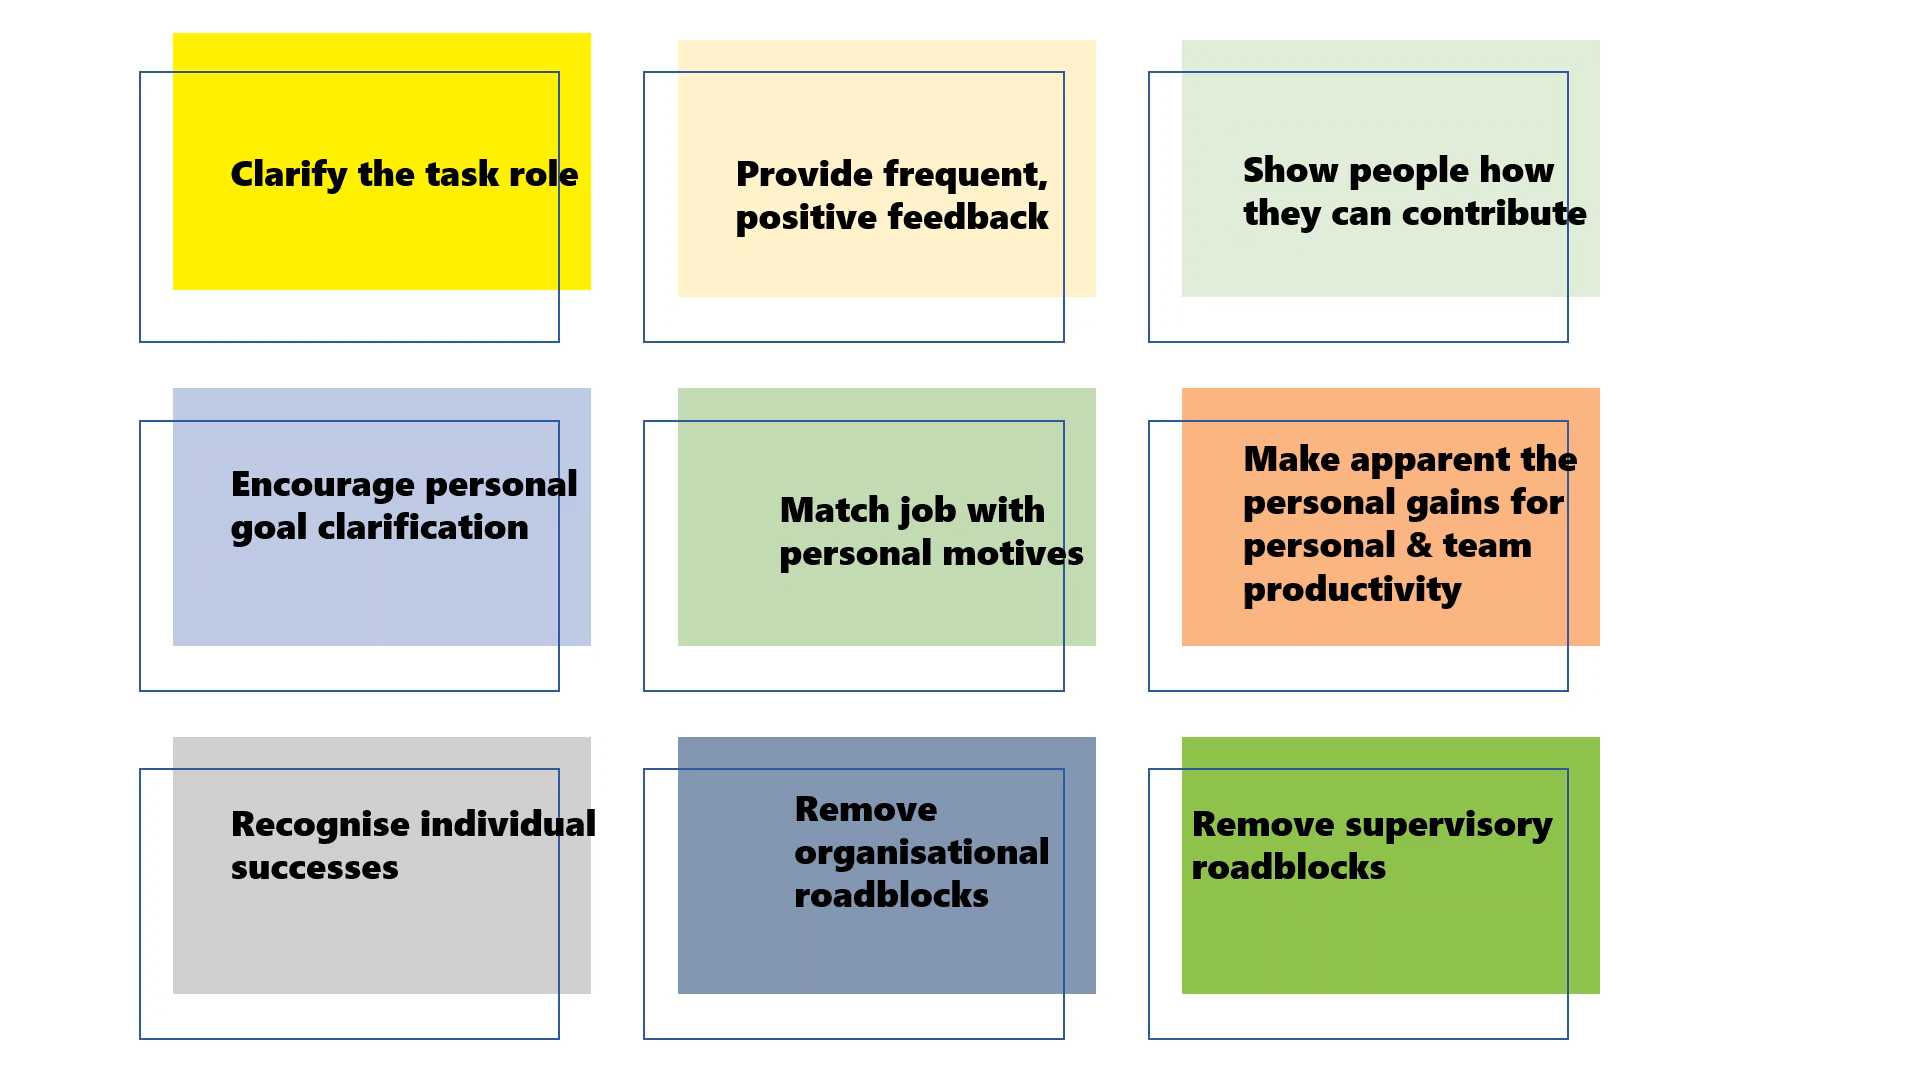 Clarify the task role
Provide frequent,
positive feedback
Show people how
they can contribute
Encourage personal
goal clarification
Match job with
personal motives
Make apparent the
personal gains for
personal & team
productivity
Recognise individual
successes
Remove
organisational
roadblocks
Remove supervisory
roadblocks